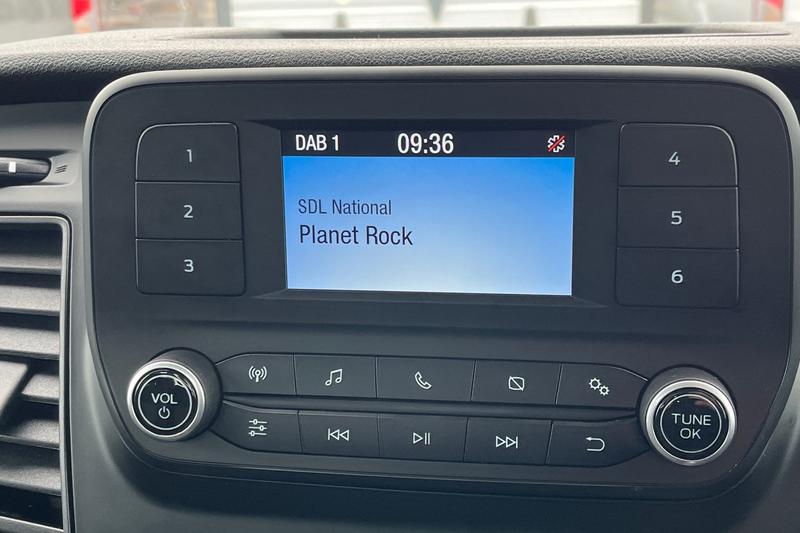 DAB 1 09:36
SDL National
Planet Rock
1
2
3
4
5
6
VOL
TUNE
OK